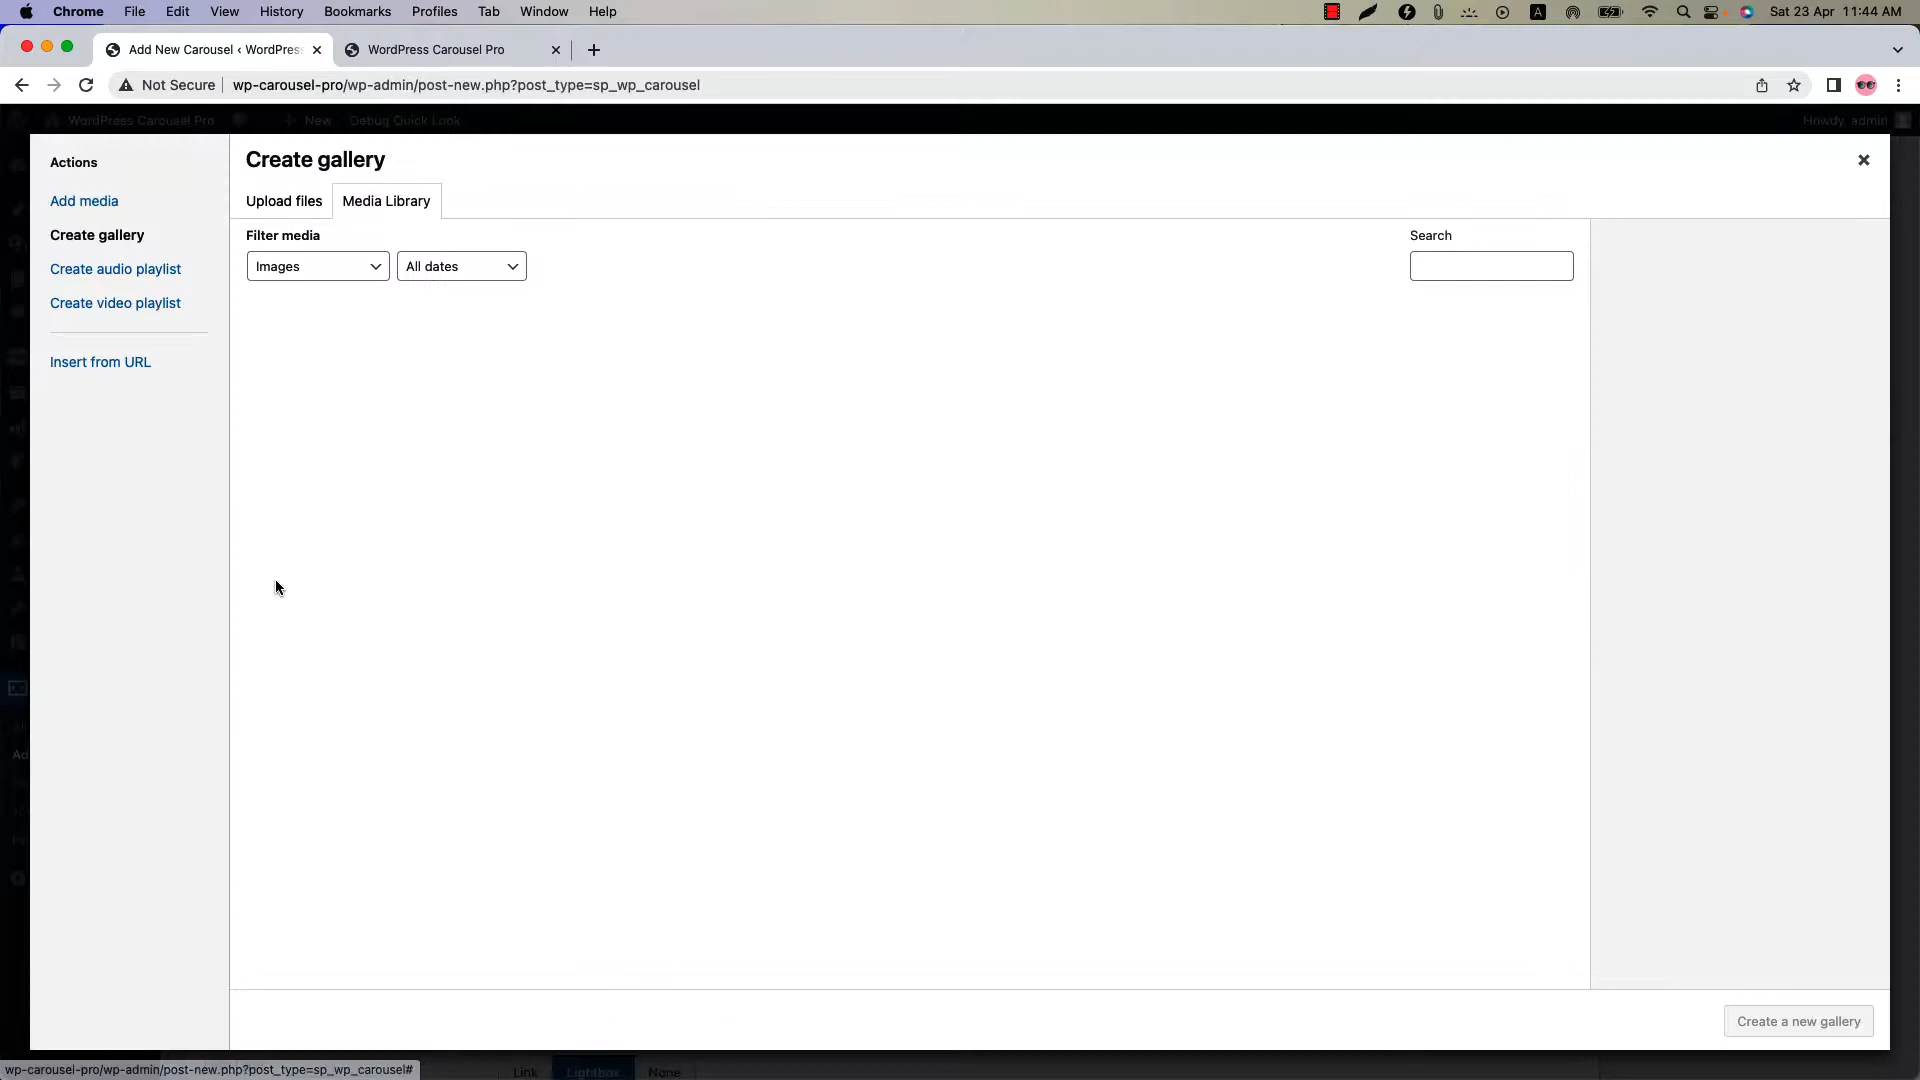 Chrome File Edit View History Bookmarks Profiles Tab Window Help
A Sat 23 Apr 11:44 AM
Add New Carousel ‹ WordPress
WordPress Carousel Pro
Not Secure wp-carousel-pro/wp-admin/post-new.php?post_type=sp_wp_carousel
WordPress Carousel Pro New Debug Quick Look Howdy, admin
Actions
Add media
Create gallery
Create audio playlist
Create video playlist
Insert from URL
Create gallery
Upload files Media Library
Filter media
Search
Images All dates
Ad
Create a new gallery
wp-carousel-pro/wp-admin/post-new.php?post_type=sp_wp_carousel#
Link Lightbox None